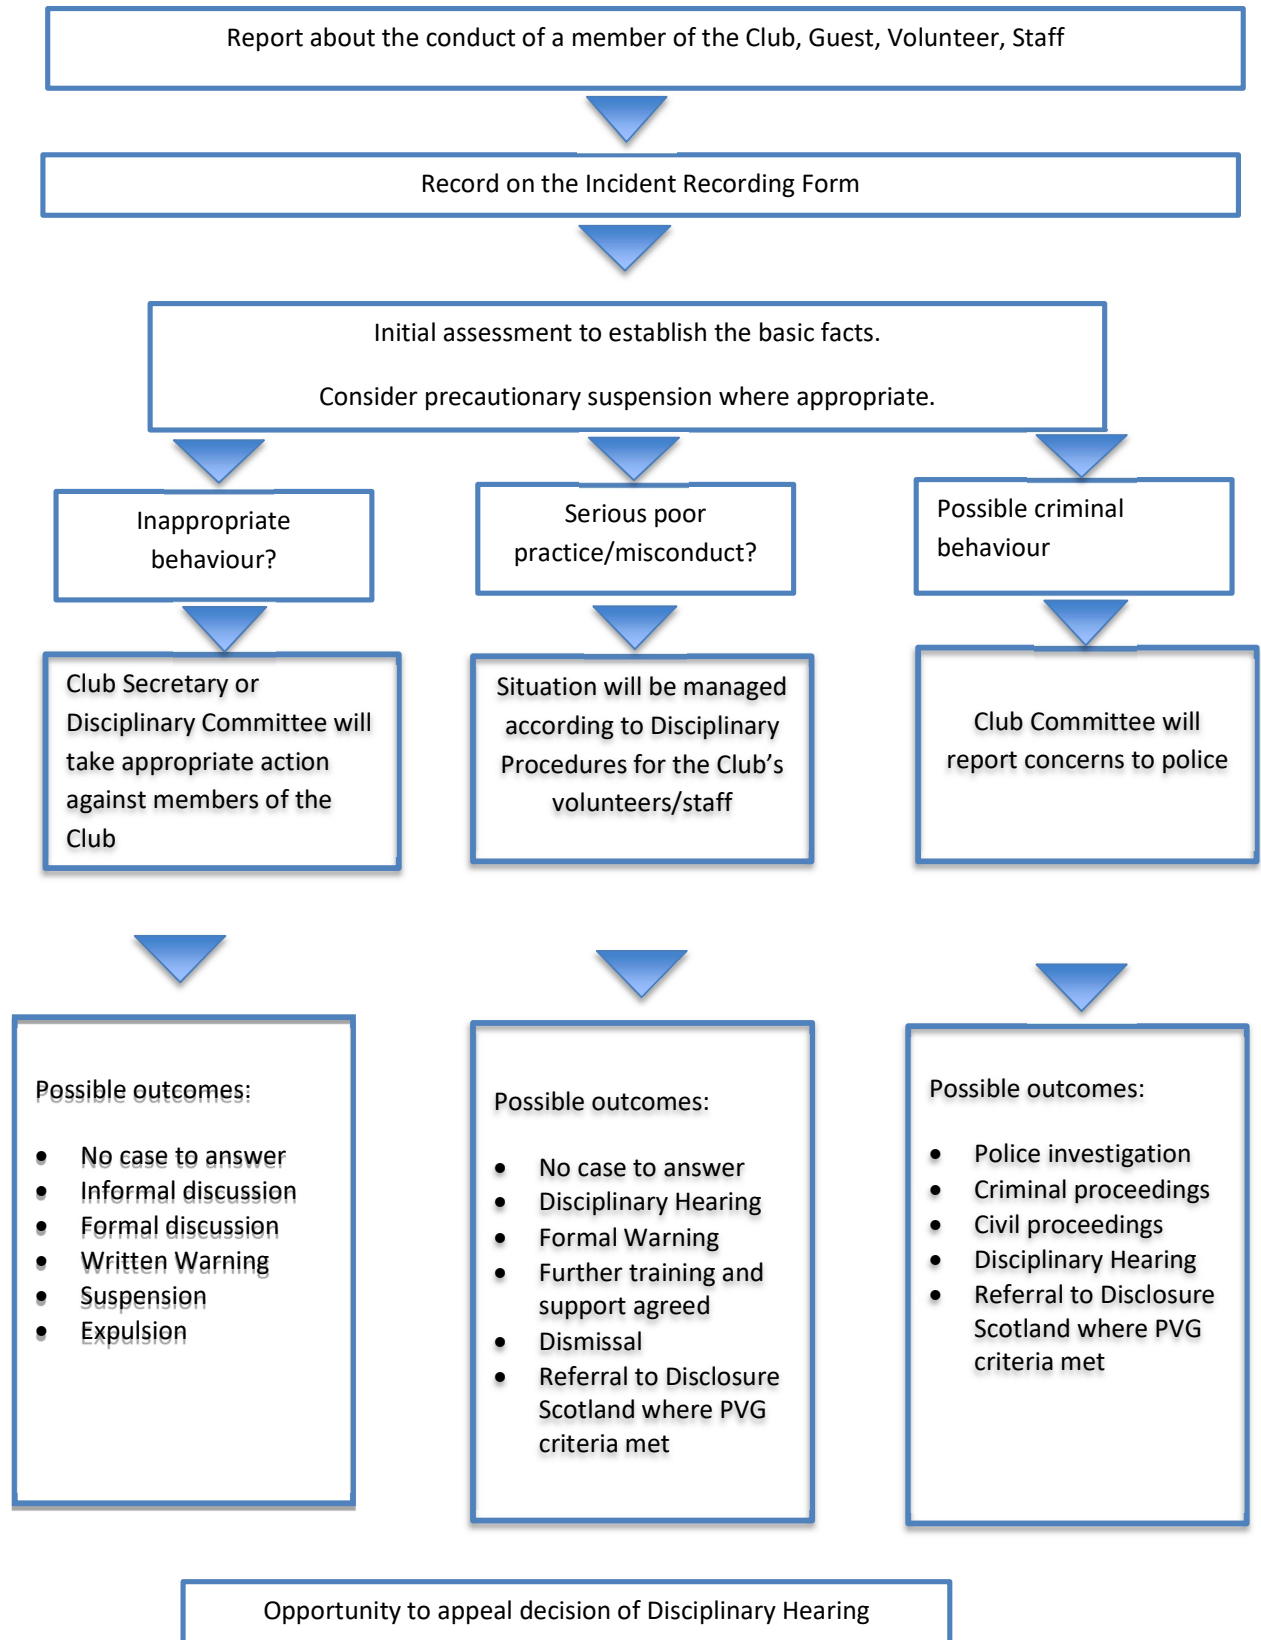 Report about the conduct of a member of the Club, Guest, Volunteer, Staff
Record on the Incident Recording Form
Initial assessment to establish the basic facts.
Consider precautionary suspension where appropriate.
Inappropriate
behaviour?
Serious poor
practice/misconduct?
Possible criminal
behaviour
Club Secretary or
Disciplinary Committee will
take appropriate action
against members of the
Club
Situation will be managed
according to Disciplinary
Procedures for the Club’s
volunteers/staff
Club Committee will
report concerns to police
Possible outcomes:
• No case to answer
• Informal discussion
• Formal discussion
• Written Warning
• Suspension
• Expulsion
Possible outcomes:
• No case to answer
• Disciplinary Hearing
• Formal Warning
• Further training and
support agreed
• Dismissal
• Referral to Disclosure
Scotland where PVG
criteria met
Possible outcomes:
• Police investigation
• Criminal proceedings
• Civil proceedings
• Disciplinary Hearing
• Referral to Disclosure
Scotland where PVG
criteria met
Opportunity to appeal decision of Disciplinary Hearing